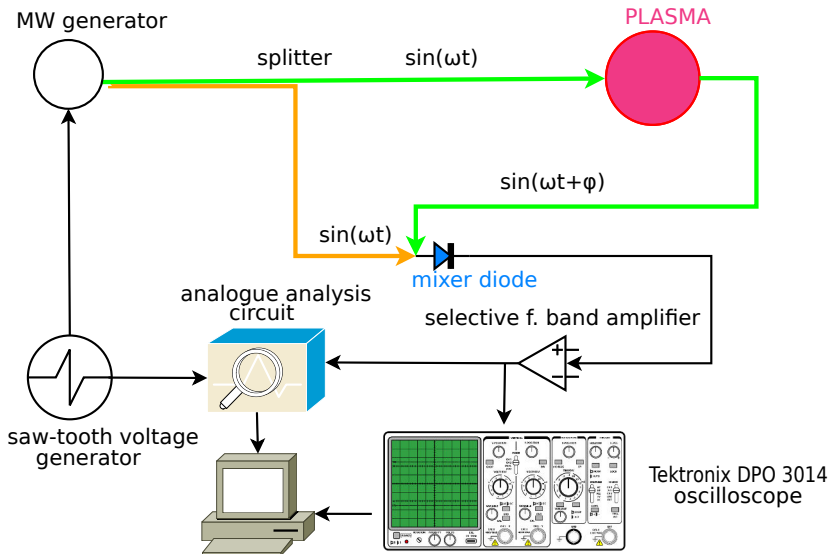 MW generator
PLASMA
splitter
sin(ωt)
sin(ωt+φ)
sin(ωt)
mixer diode
analogue analysis
circuit
selective f. band amplifier
saw-tooth voltage
generator
Tektronix DPO 3014
oscilloscope